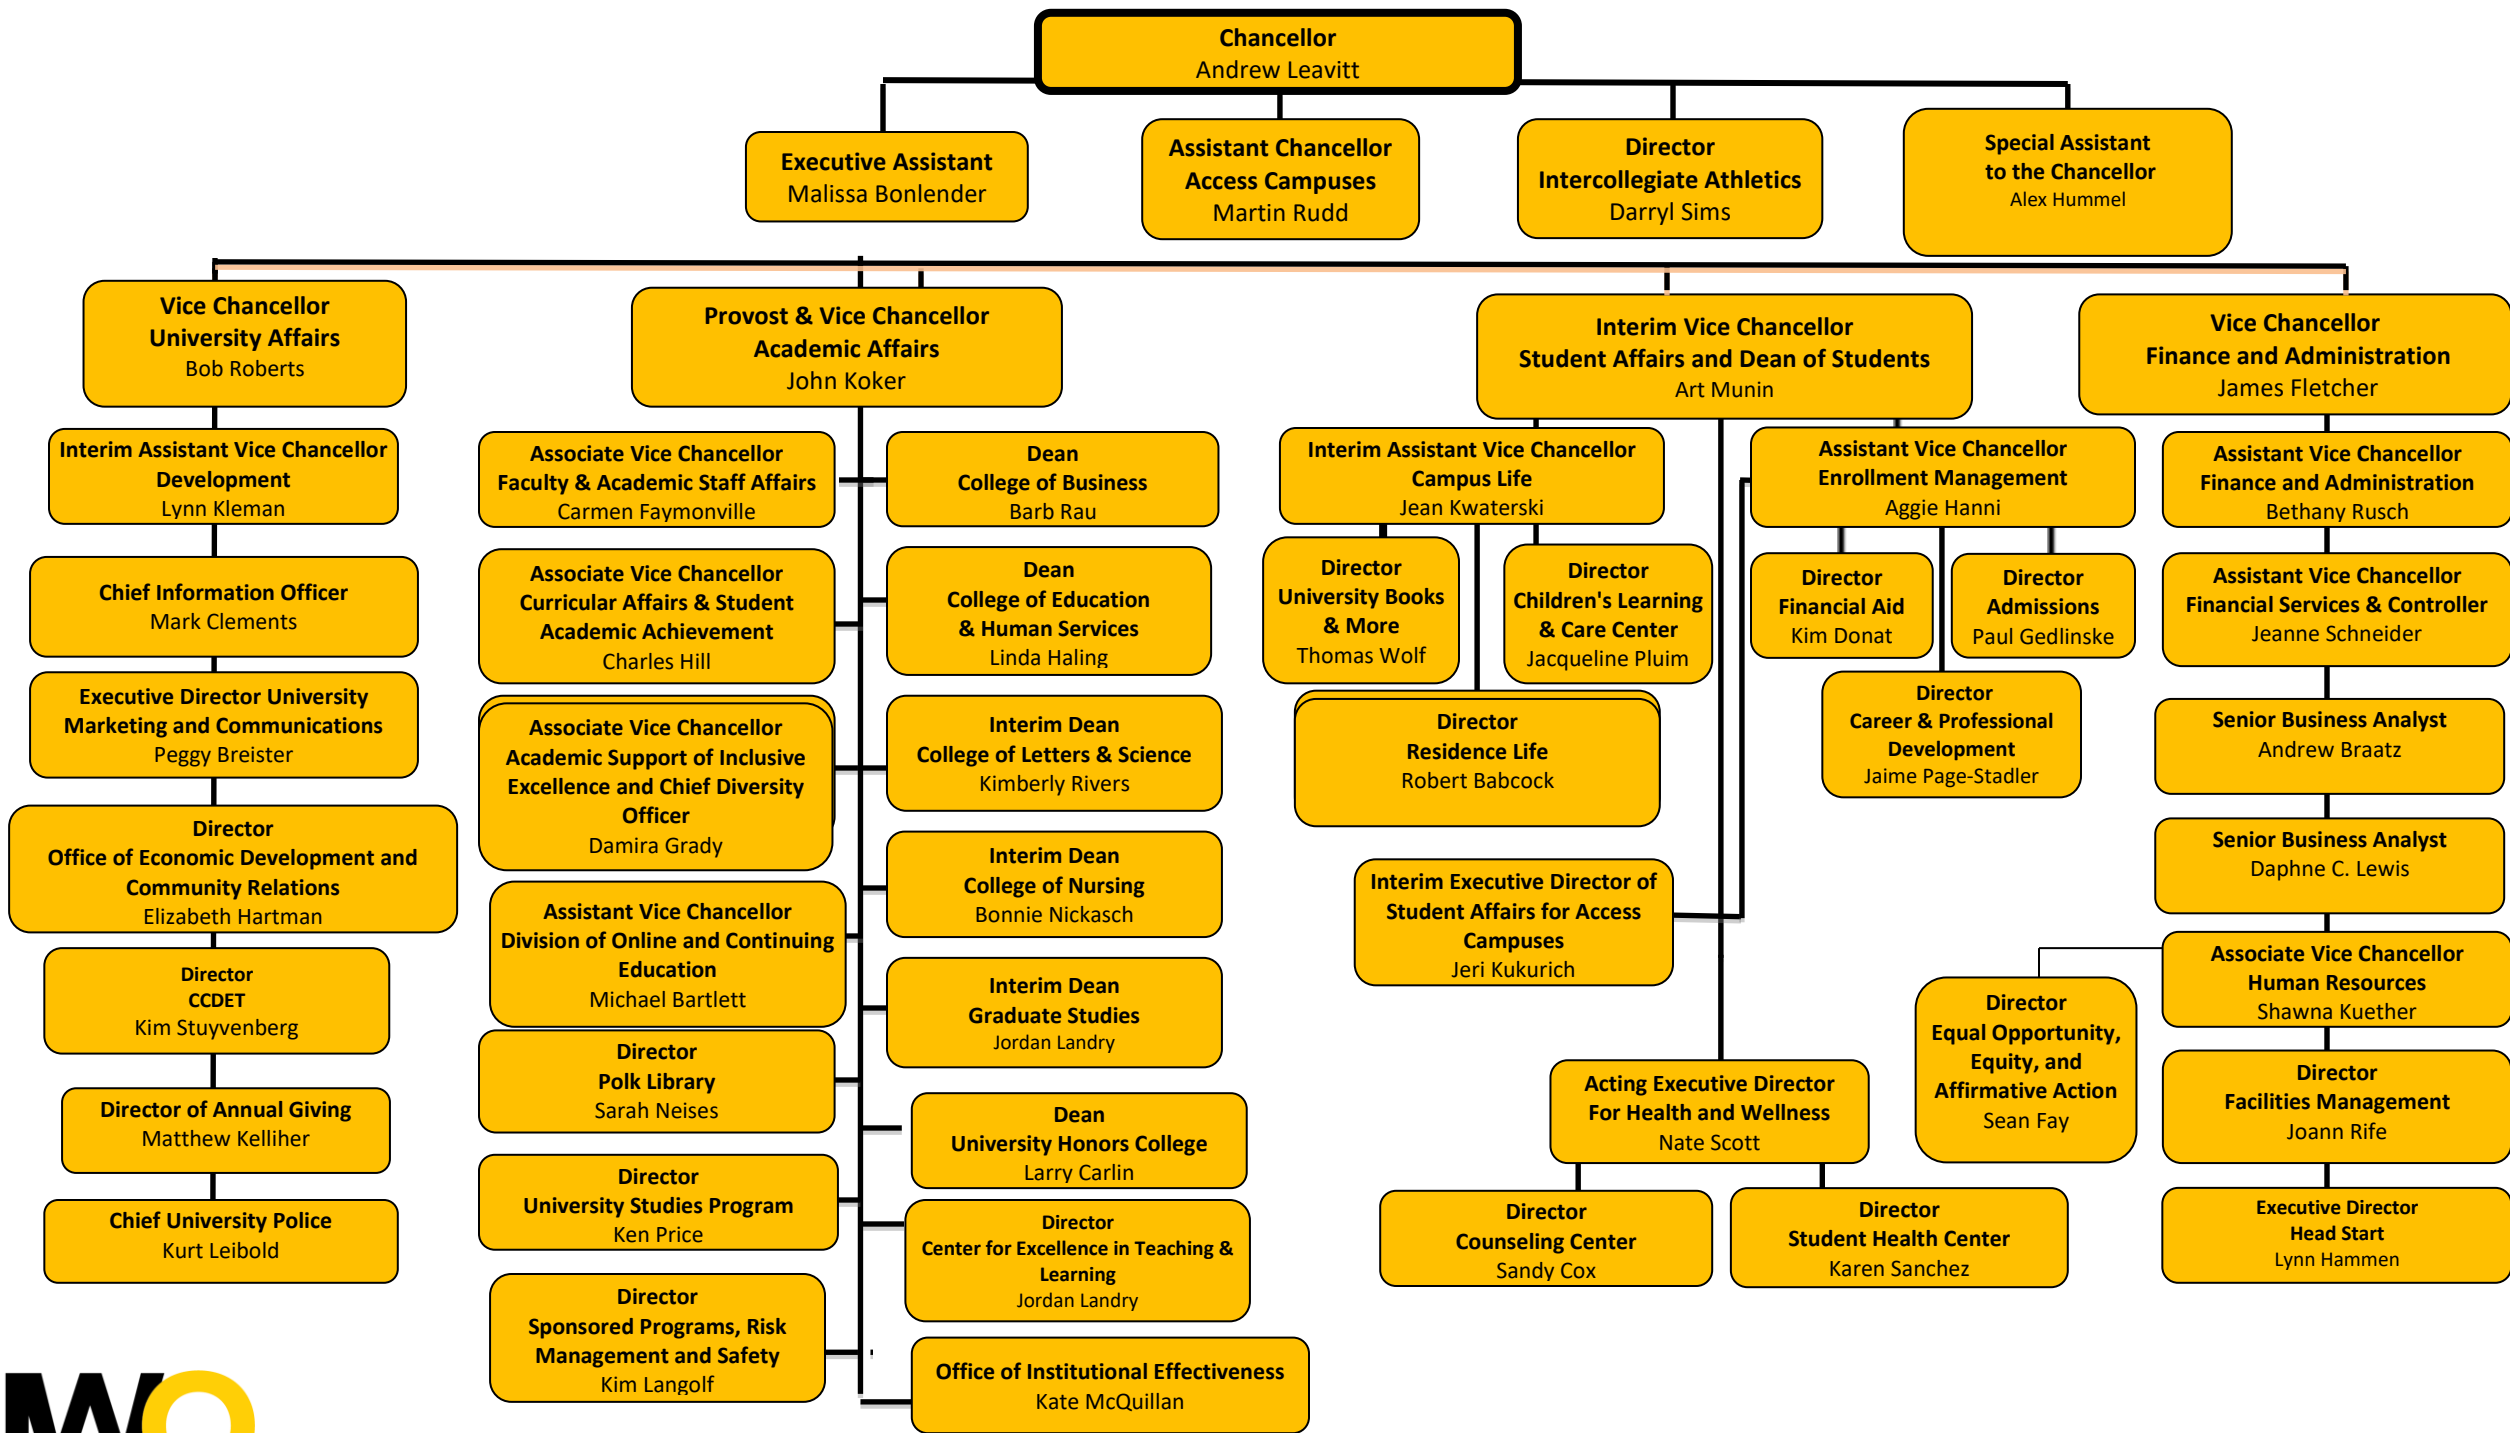 Chancellor
Andrew Leavitt
Executive Assistant
Malissa Bonlender
Assistant Chancellor
Access Campuses
Martin Rudd
Director
Intercollegiate Athletics
Darryl Sims
Special Assistant
to the Chancellor
Alex Hummel
Vice Chancellor
University Affairs
Bob Roberts
Provost & Vice Chancellor
Academic Affairs
John Koker
Interim Vice Chancellor
Student Affairs and Dean of Students
Art Munin
Vice Chancellor
Finance and Administration
James Fletcher
Interim Assistant Vice Chancellor
Development
Lynn Kleman
Chief Information Officer
Mark Clements
Executive Director University
Marketing and Communications
Peggy Breister
Director
Office of Economic Development and
Community Relations
Elizabeth Hartman
Director
CCDET
Kim Stuyvenberg
Director of Annual Giving
Matthew Kelliher
Chief University Police
Kurt Leibold
Associate Vice Chancellor
Faculty & Academic Staff Affairs
Carmen Faymonville
Associate Vice Chancellor
Curricular Affairs & Student
Academic Achievement
Charles Hill
Associate Vice Chancellor
Academic Support of Inclusive
Excellence and Chief Diversity
Officer
Damira Grady
Assistant Vice Chancellor
Division of Online and Continuing
Education
Michael Bartlett
Director
Polk Library
Sarah Neises
Director
University Studies Program
Ken Price
Director
Sponsored Programs, Risk
Management and Safety
Kim Langolf
Dean
College of Business
Barb Rau
Dean
College of Education
& Human Services
Linda Haling
Interim Dean
College of Letters & Science
Kimberly Rivers
Interim Dean
College of Nursing
Bonnie Nickasch
Interim Dean
Graduate Studies
Jordan Landry
Dean
University Honors College
Larry Carlin
Director
Center for Excellence in Teaching &
Learning
Jordan Landry
Office of Institutional Effectiveness
Kate McQuillan
Interim Assistant Vice Chancellor
Campus Life
Jean Kwaterski
Director
University Books
& More
Thomas Wolf
Director
Children's Learning
& Care Center
Jacqueline Pluim
Director
Residence Life
Robert Babcock
Assistant Vice Chancellor
Enrollment Management
Aggie Hanni
Director
Financial Aid
Kim Donat
Director
Admissions
Paul Gedlinske
Director
Career & Professional
Development
Jaime Page-Stadler
Interim Executive Director of
Student Affairs for Access
Campuses
Jeri Kukurich
Acting Executive Director
For Health and Wellness
Nate Scott
Director
Counseling Center
Sandy Cox
Director
Student Health Center
Karen Sanchez
Assistant Vice Chancellor
Finance and Administration
Bethany Rusch
Assistant Vice Chancellor
Financial Services & Controller
Jeanne Schneider
Senior Business Analyst
Andrew Braatz
Senior Business Analyst
Daphne C. Lewis
Associate Vice Chancellor
Human Resources
Shawna Kuether
Director
Equal Opportunity,
Equity, and
Affirmative Action
Sean Fay
Director
Facilities Management
Joann Rife
Executive Director
Head Start
Lynn Hammen